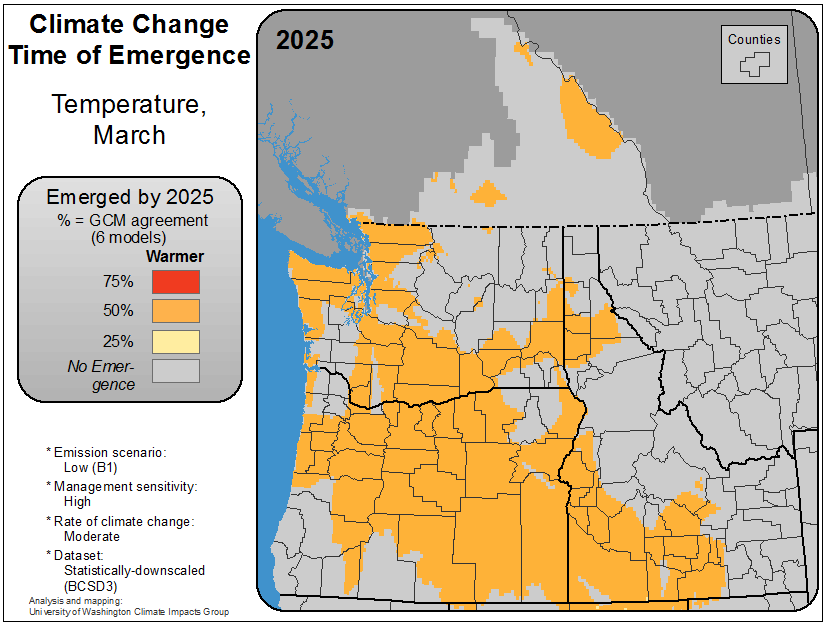 Climate Change
Time of Emergence
Temperature,
March
Emerged by 2025
% = GCM agreement
(6 models)
Warmer
75%
50%
25%
No Emer-
gence
* Emission scenario:
Low (B1)
* Management sensitivity:
High
* Rate of climate change:
Moderate
* Dataset:
Statistically-downscaled
(BCSD3)
Analysis and mapping:
University of Washington Climate Impacts Group
2025
Counties